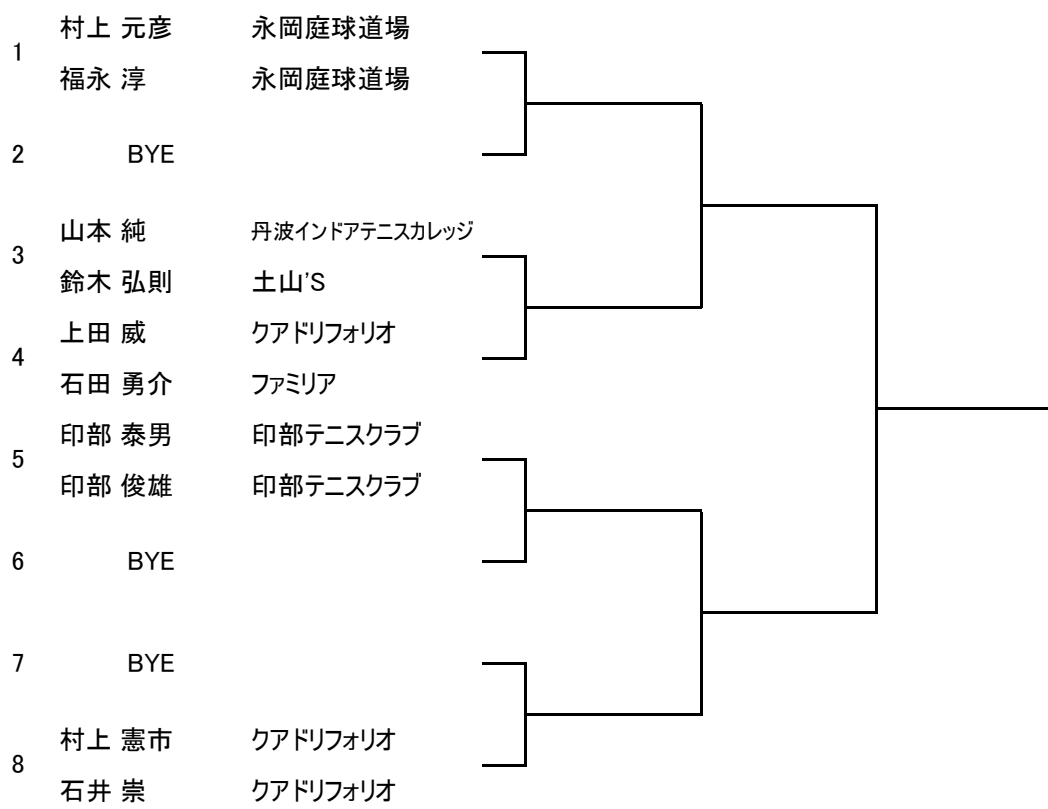 村上 元彦 永岡庭球道場
1
福永 淳 永岡庭球道場
2 BYE
山本 純 丹波インドアテニスカレッジ
3
鈴木 弘則 土山'S
上田 威 クアドリフォリオ
4
石田 勇介 ファミリア
印部 泰男 印部テニスクラブ
5
印部 俊雄 印部テニスクラブ
6 BYE
7 BYE
村上 憲市 クアドリフォリオ
8
石井 崇 クアドリフォリオ